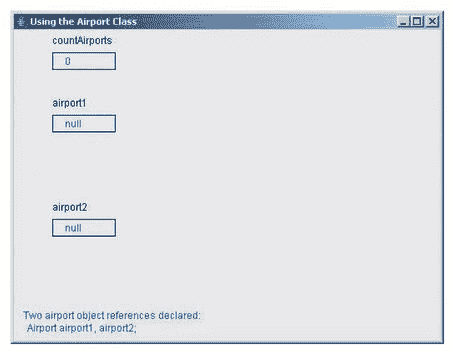 Using the Airport Class
countAirports
0
airport1
null
airport2
null
Two airport object references declared:
Airport airport1, airport2;